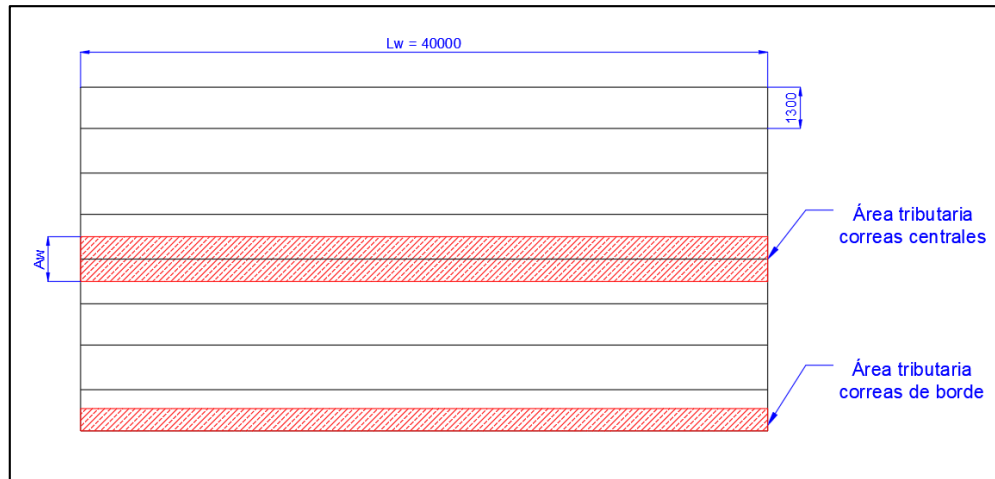 Lw = 40000
1300
Área tributaria
correas centrales
Aw
Área tributaria
correas de borde